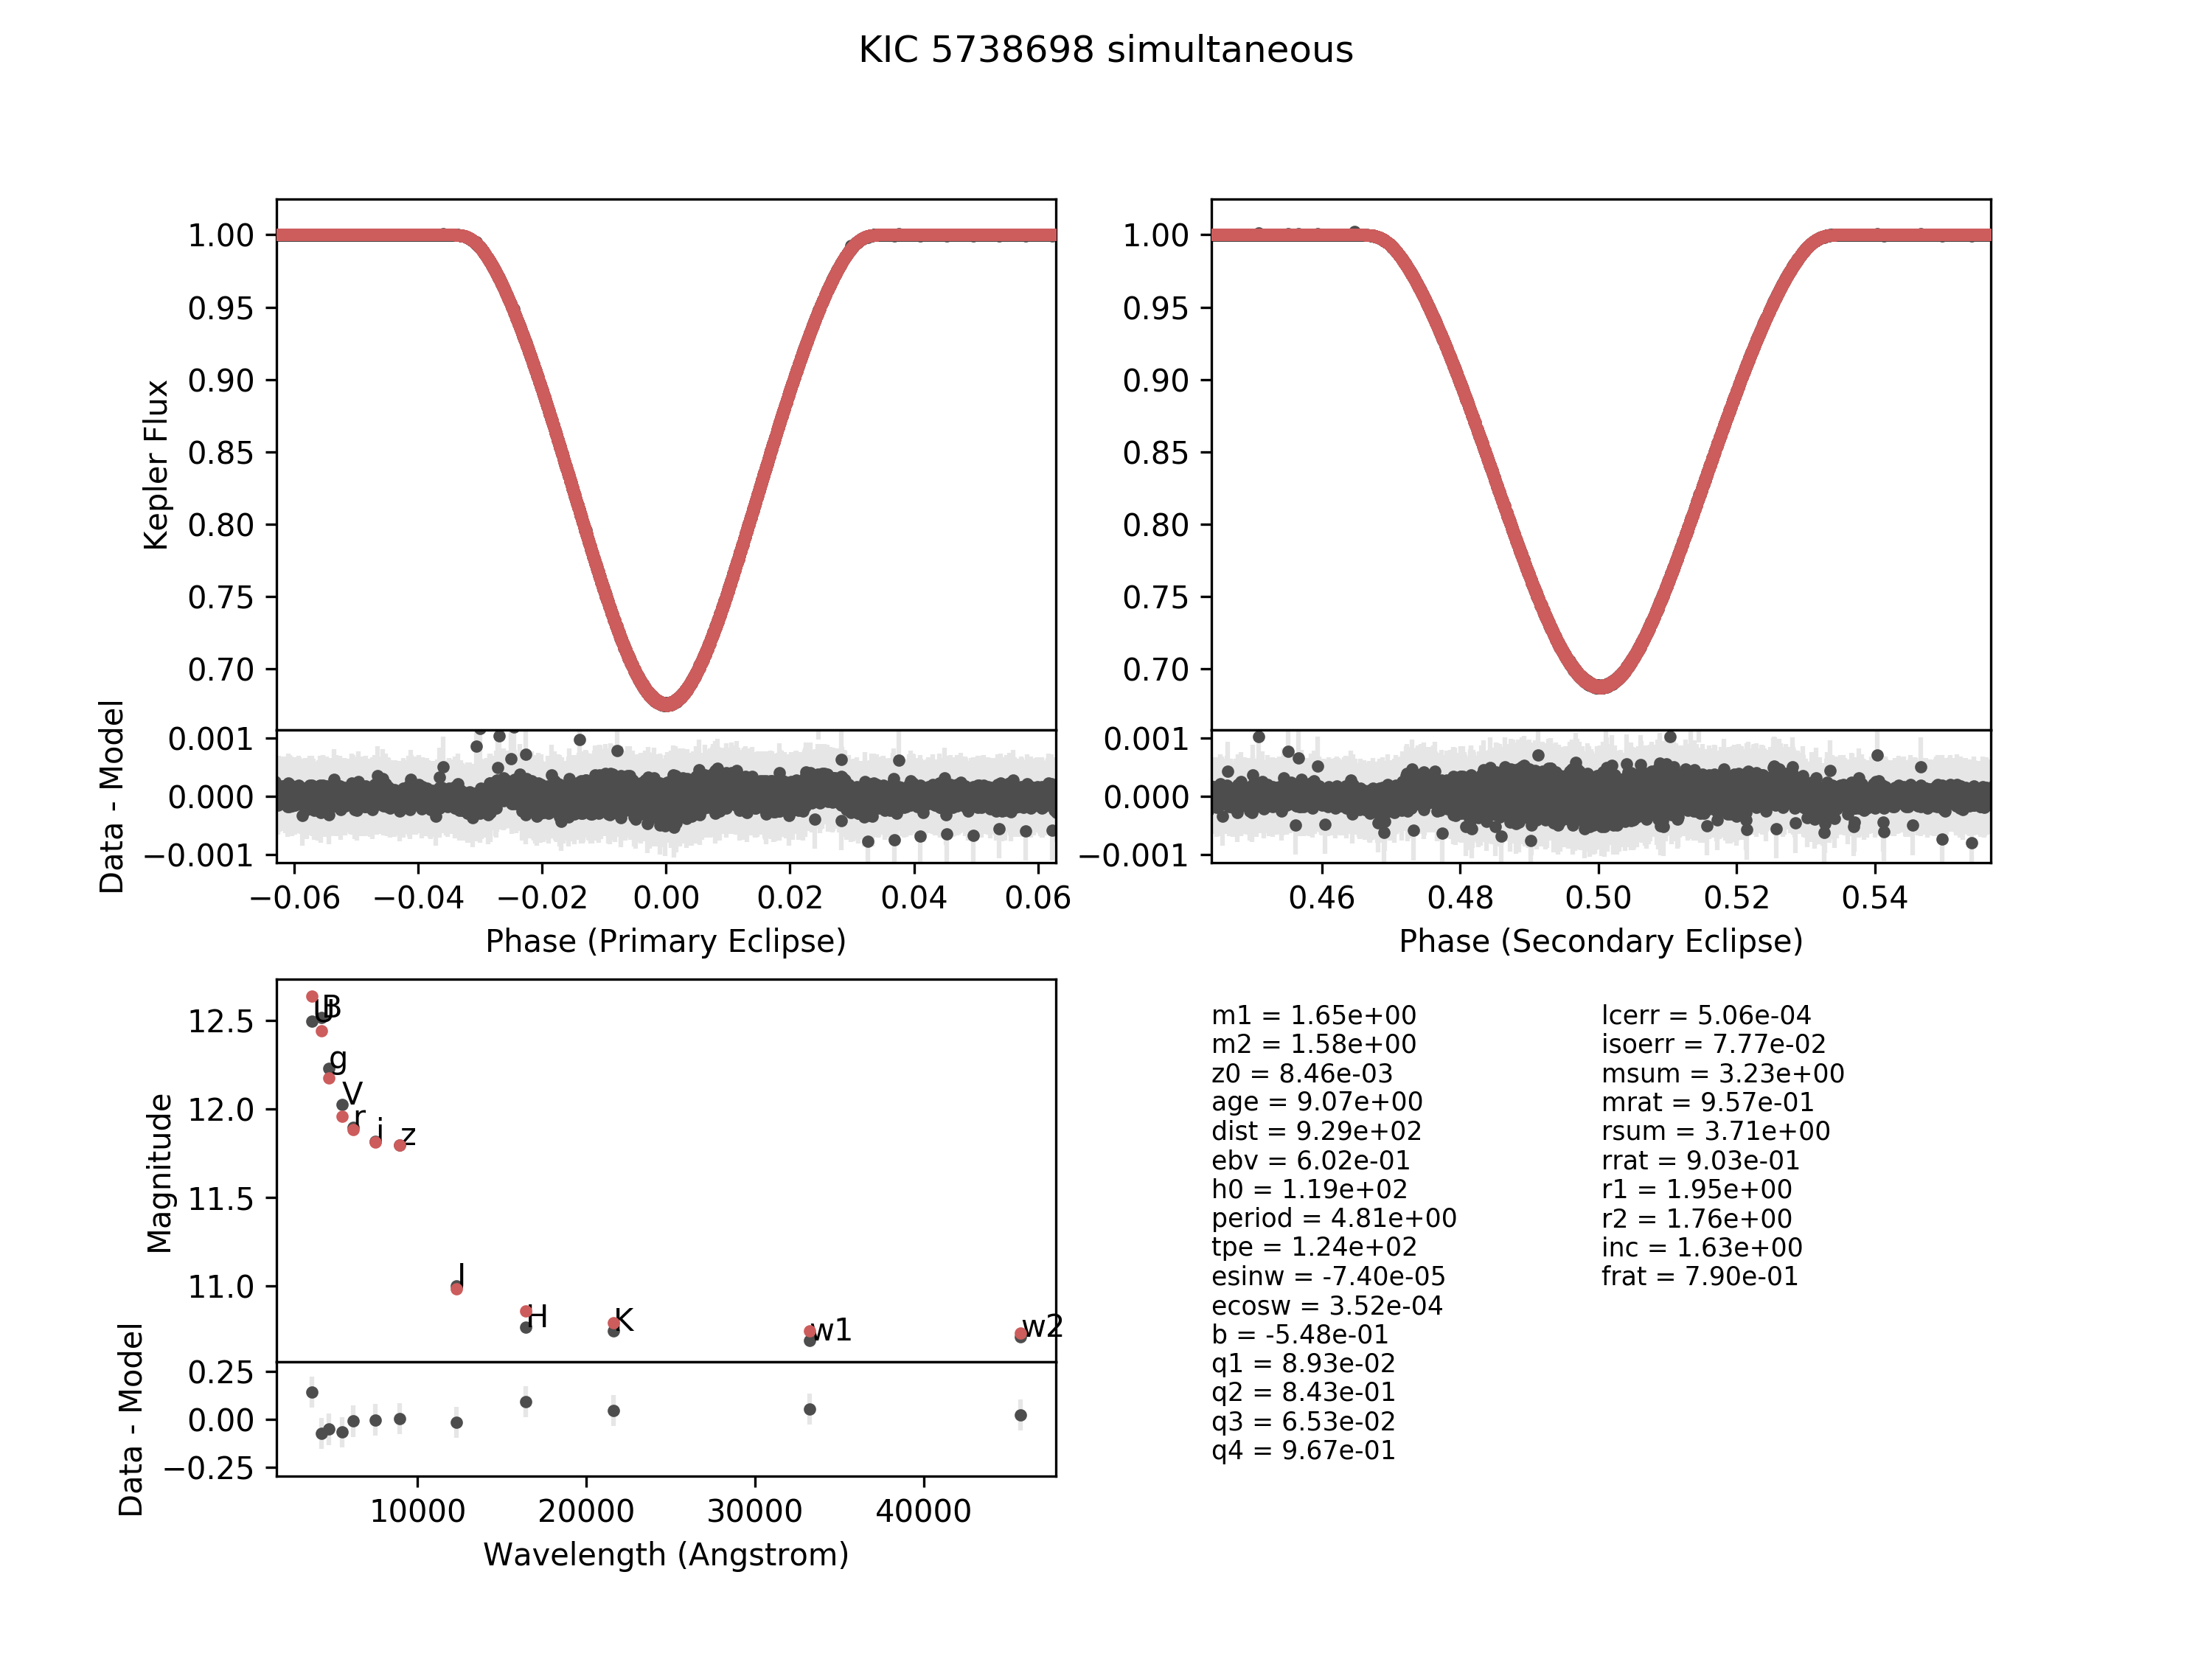 KIC 5738698 simultaneous
Kepler Flux
1.00
0.95
0.90
0.85
0.80
0.75
0.70
Data - Model
0.001
0.000
−0.001
−0.06 −0.04 −0.02 0.00 0.02 0.04 0.06
Phase (Primary Eclipse)
1.00
0.95
0.90
0.85
0.80
0.75
0.70
0.001
0.000
−0.001
0.46 0.48 0.50 0.52 0.54
Phase (Secondary Eclipse)
Magnitude
12.5
12.0
11.5
11.0
U
B
g
V
r
i
z
J
H
K
w1
w2
Data - Model
0.25
0.00
−0.25
10000 20000 30000 40000
Wavelength (Angstrom)
m1 = 1.65e+00
m2 = 1.58e+00
z0 = 8.46e-03
age = 9.07e+00
dist = 9.29e+02
ebv = 6.02e-01
h0 = 1.19e+02
period = 4.81e+00
tpe = 1.24e+02
esinw = -7.40e-05
ecosw = 3.52e-04
b = -5.48e-01
q1 = 8.93e-02
q2 = 8.43e-01
q3 = 6.53e-02
q4 = 9.67e-01
lcerr = 5.06e-04
isoerr = 7.77e-02
msum = 3.23e+00
mrat = 9.57e-01
rsum = 3.71e+00
rrat = 9.03e-01
r1 = 1.95e+00
r2 = 1.76e+00
inc = 1.63e+00
frat = 7.90e-01